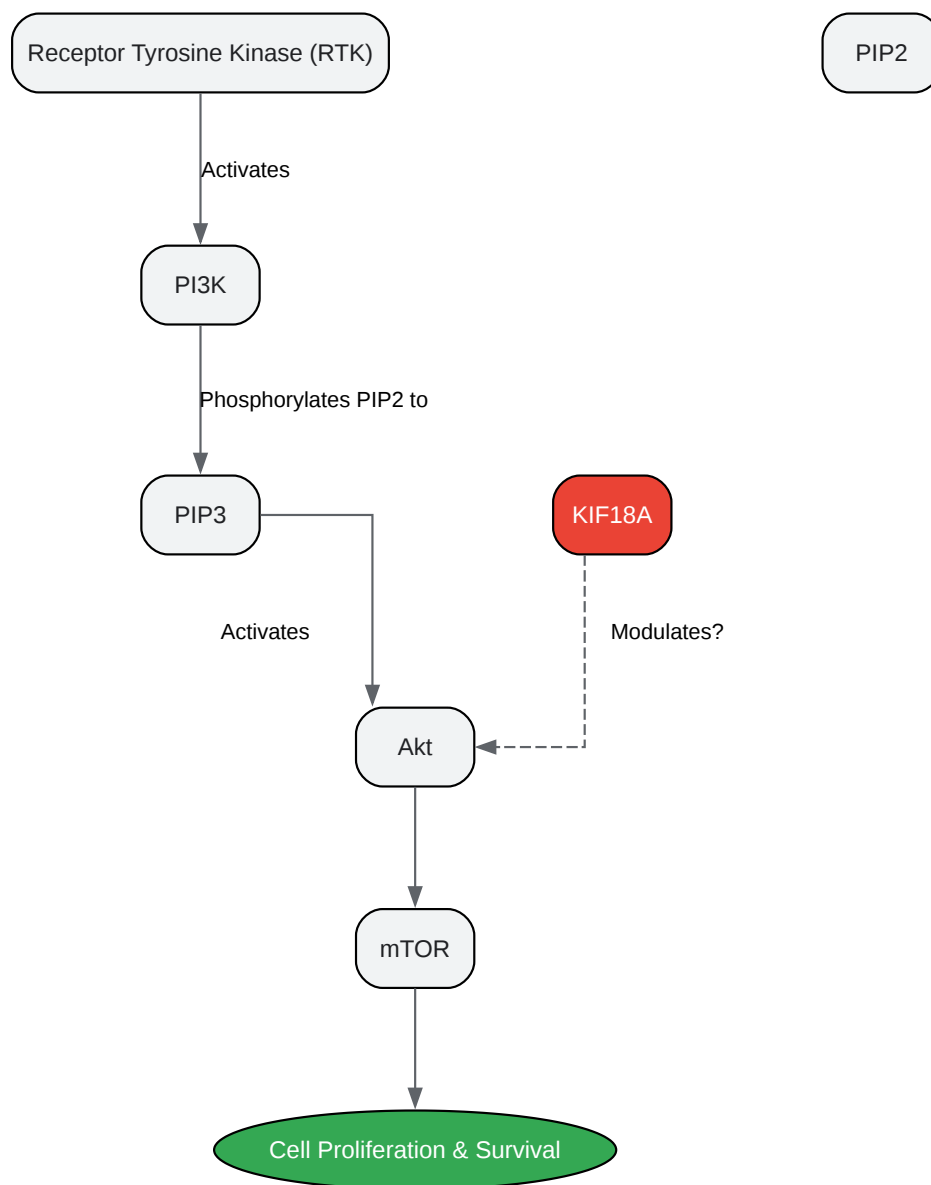 Receptor Tyrosine Kinase (RTK)
PIP2
Activates
PI3K
Phosphorylates PIP2 to
PIP3
KIF18A
Activates
Modulates?
Akt
mTOR
Cell Proliferation & Survival